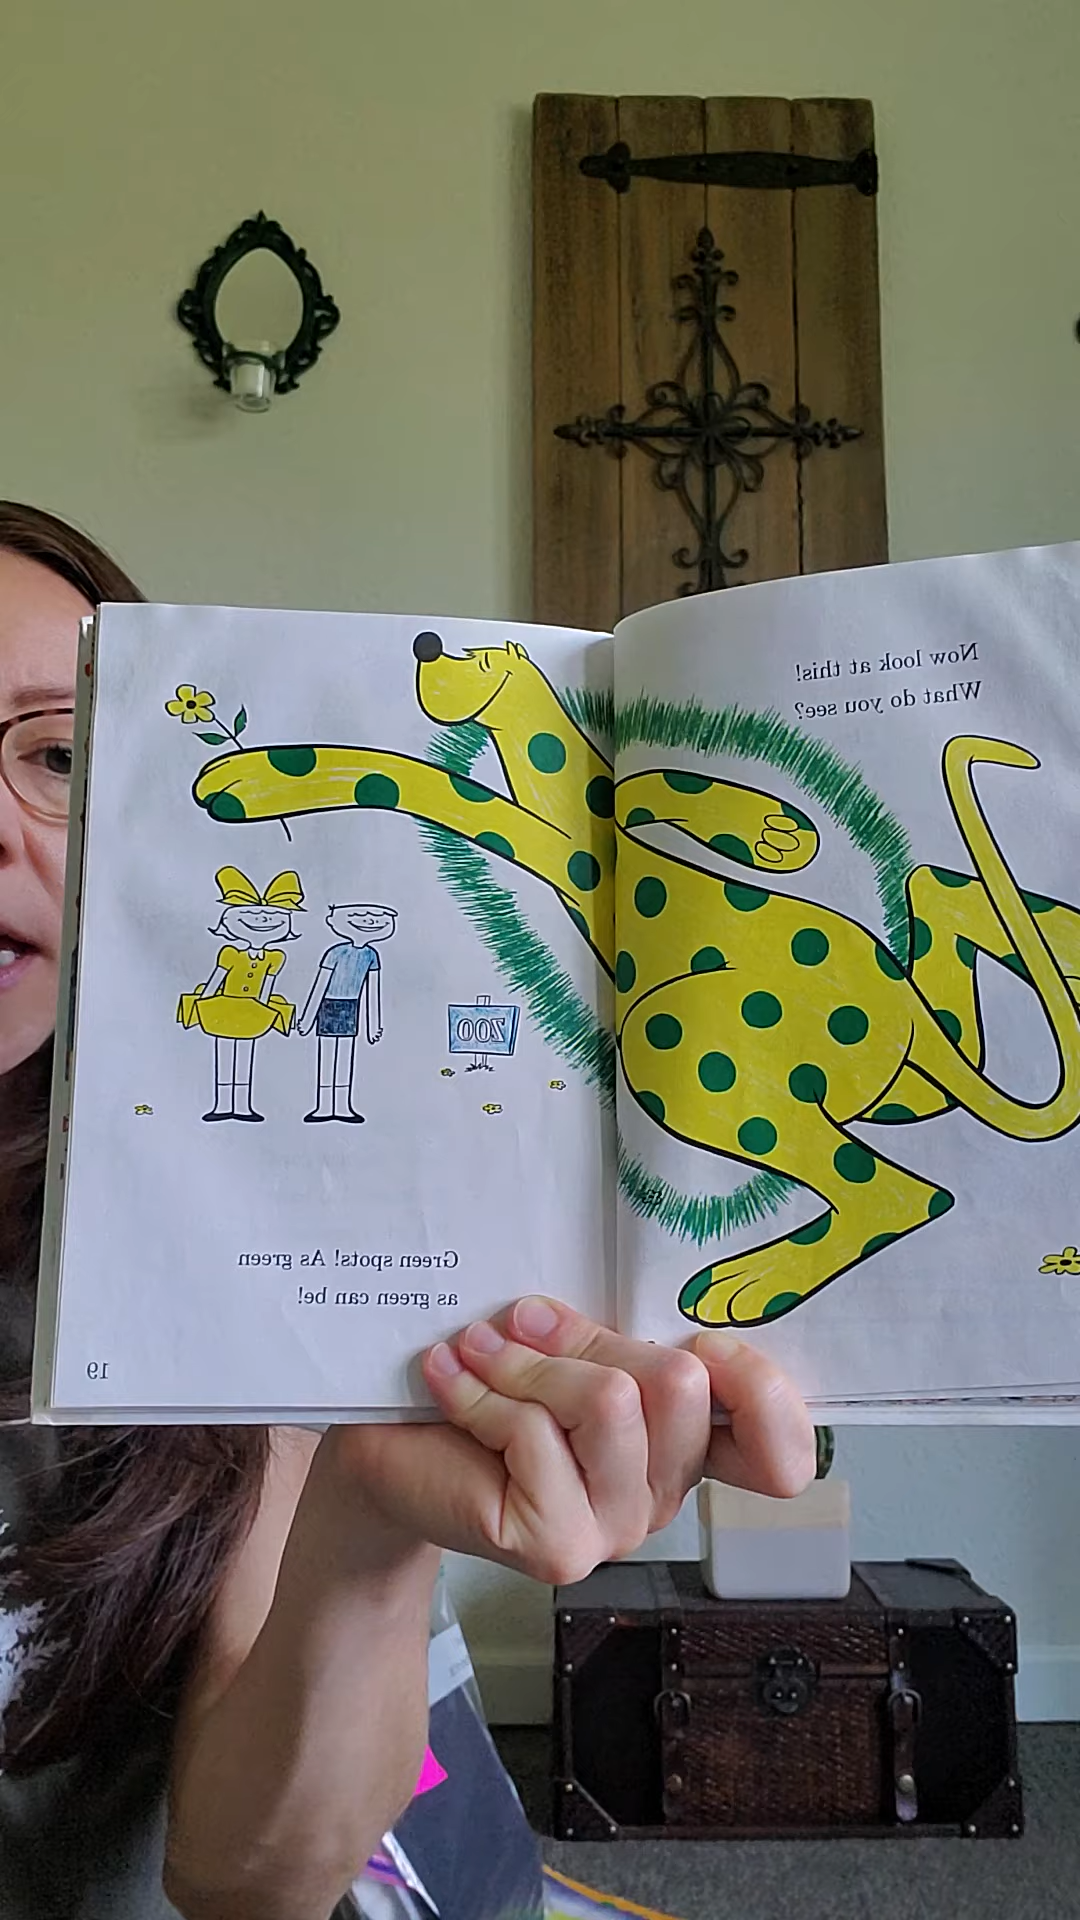 Now look at this!
What do you see?
ZOO
Green spots! As green
as green can be!
19